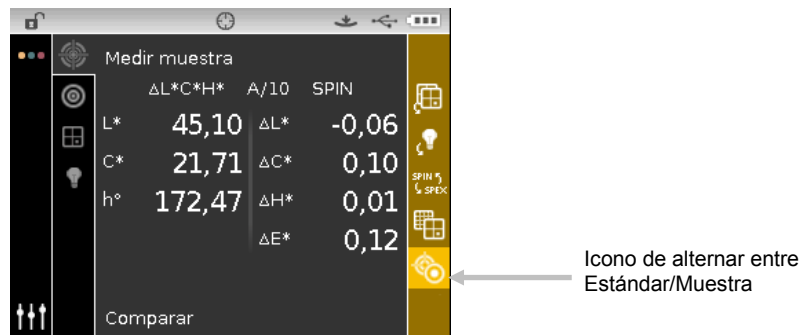 Medir muestra
ΔL*C*H* A/10 SPIN
L* 45,10 ΔL* -0,06
C* 21,71 ΔC* 0,10
h° 172,47 ΔH* 0,01
ΔE* 0,12
Comparar
SPIN
SPEX
Icono de alternar entre
Estándar/Muestra